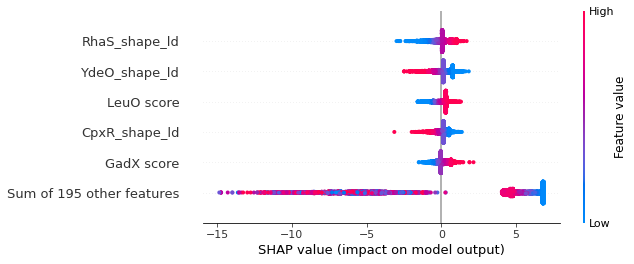 High
RhaS_shape_ld
YdeO_shape_ld
LeuO score
CpxR_shape_ld
GadX score
Sum of 195 other features
Feature value
Low
−15 −10 −5 0 5
SHAP value (impact on model output)